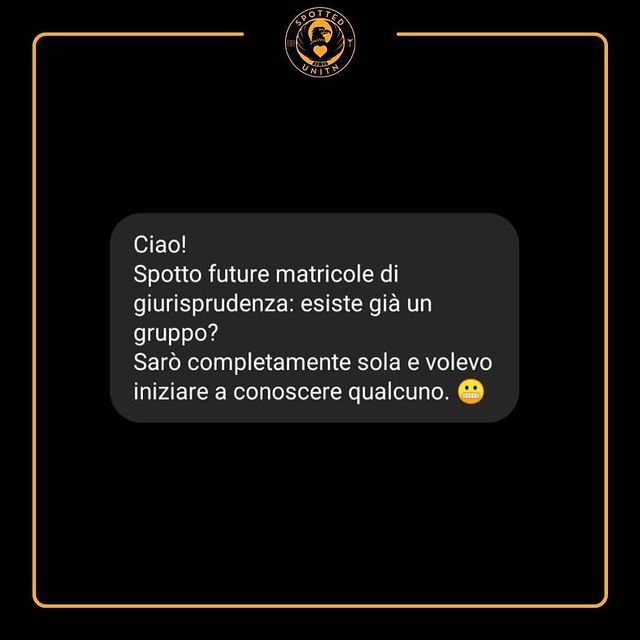 SPOTTED
UNITN
Ciao!
Spotto future matricole di
giurisprudenza: esiste già un
gruppo?
Sarò completamente sola e volevo
iniziare a conoscere qualcuno. 😬